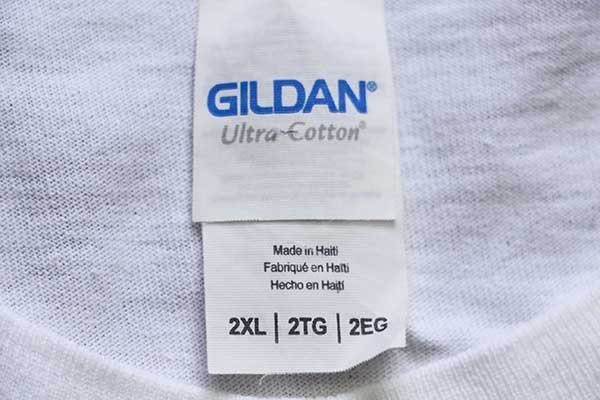 GILDAN®
Ultra Cotton®
Made in Haiti
Fabriqué en Haïti
Hecho en Haití
2XL | 2TG | 2EG